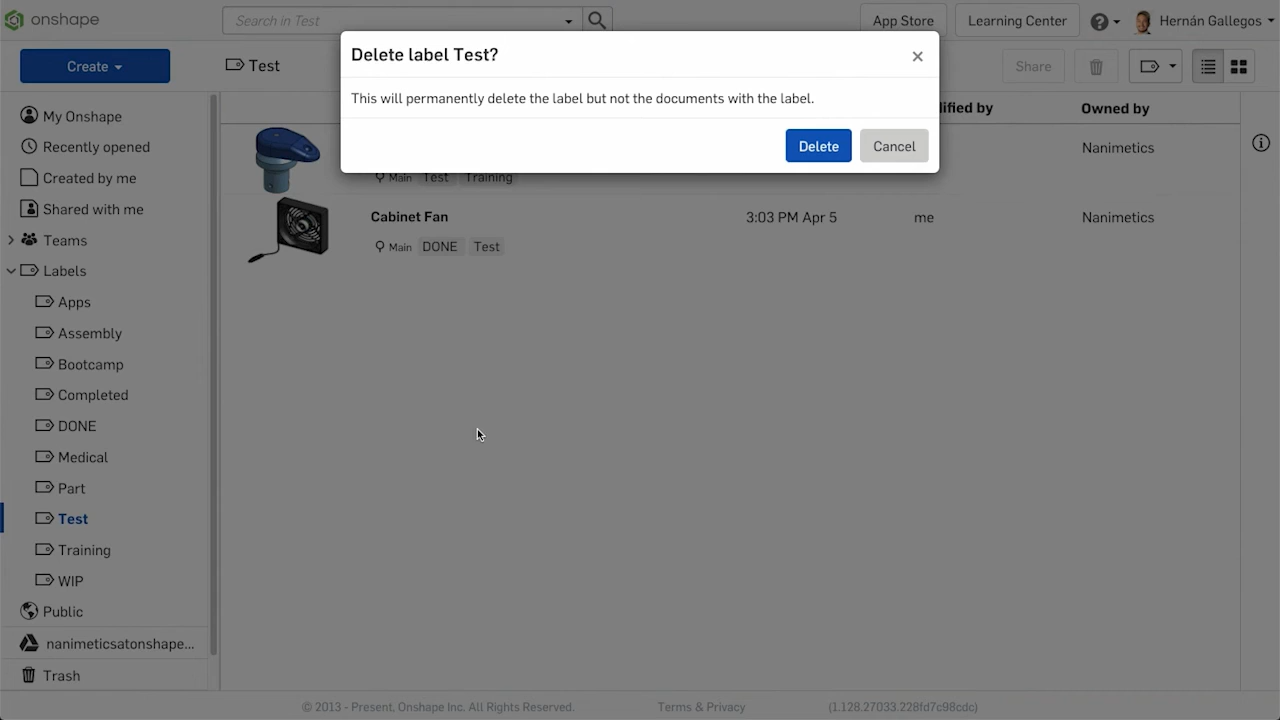 onshape
Search in Test
App Store
Learning Center
Hernán Gallegos
Create
Test
Delete label Test?
×
Share
This will permanently delete the label but not the documents with the label.
Delete
Cancel
Owned by
My Onshape
Recently opened
Created by me
Shared with me
Teams
Labels
Apps
Assembly
Bootcamp
Completed
DONE
Medical
Part
Test
Training
WIP
Public
nanimeticsatonshape...
Trash
Nanimetics
Main Test Training
Cabinet Fan 3:03 PM Apr 5 me Nanimetics
Main DONE Test
© 2013 - Present, Onshape Inc. All Rights Reserved. Terms & Privacy (1.128.27033.228fd7c98cdc)